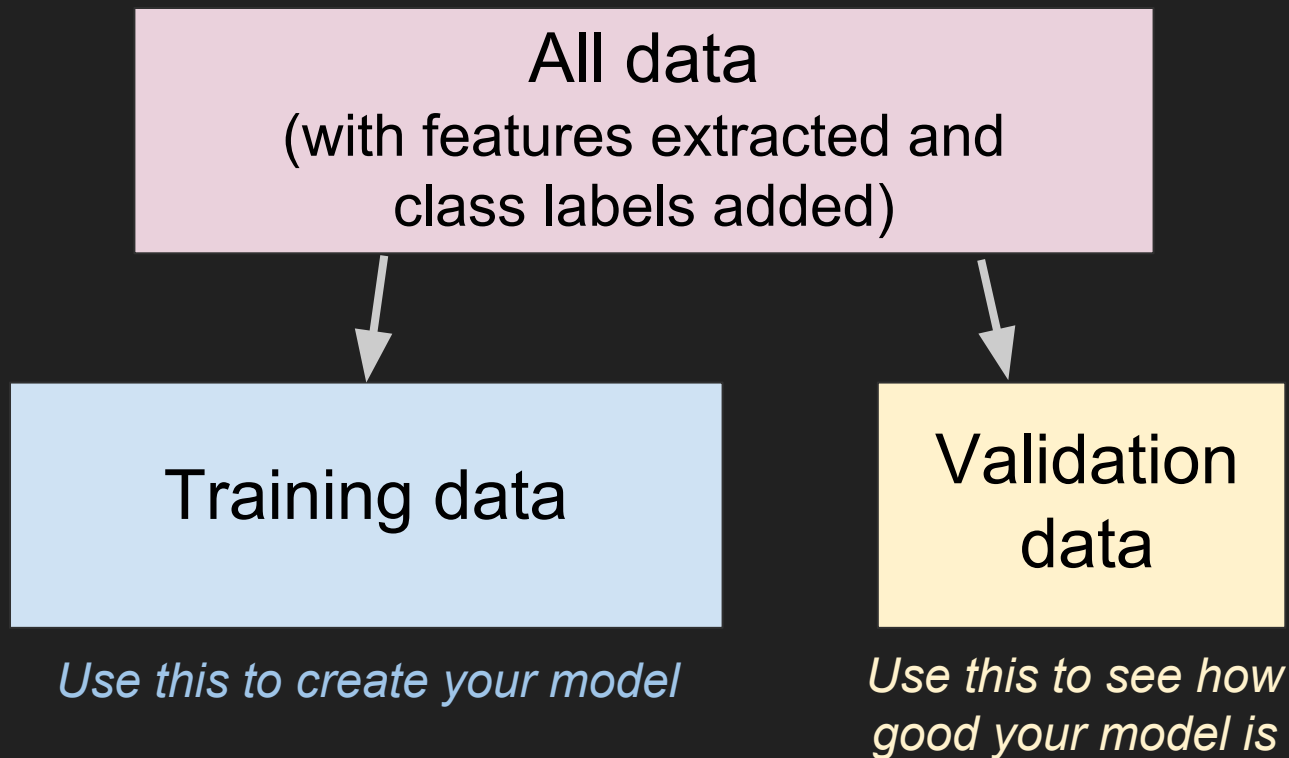 All data
(with features extracted and
class labels added)
Training data
Validation
data
Use this to create your model
Use this to see how
good your model is